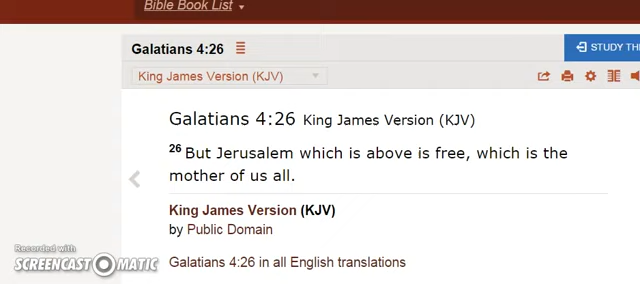 Bible Book List
Galatians 4:26
STUDY TH
King James Version (KJV)
Galatians 4:26 King James Version (KJV)
26 But Jerusalem which is above is free, which is the
mother of us all.
King James Version (KJV)
by Public Domain
Galatians 4:26 in all English translations
Recorded with
SCREENCAST O MATIC